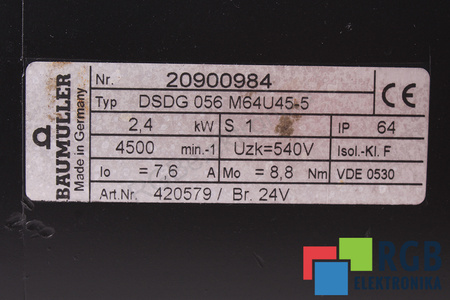 BAUMÜLLER
Made in Germany
Nr. 20900984
Typ DSDG 056 M64U45-5
2,4 kW S 1 IP 64
4500 min.-1 Uzk=540V Isol.-Kl. F
Io = 7,6 A Mo = 8,8 Nm VDE 0530
Art.Nr. 420579 / Br. 24V
CE
RGB
ELEKTRONIKA